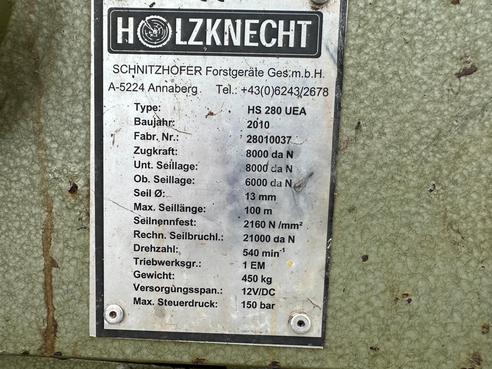 HOLZKNECHT
SCHNITZHOFER Forstgeräte Ges.m.b.H.
A-5224 Annaberg Tel.: +43(0)6243/2678
Type: HS 280 UEA
Baujahr: 2010
Fabr. Nr.: 28010037
Zugkraft: 8000 da N
Unt. Seillage: 8000 da N
Ob. Seillage: 6000 da N
Seil Ø: 13 mm
Max. Seillänge: 100 m
Seilnennfest: 2160 N /mm²
Rechn. Seilbruchl.: 21000 da N
Drehzahl: 540 min⁻¹
Triebwerksgr.: 1 EM
Gewicht: 450 kg
Versorgungsspan.: 12V/DC
Max. Steuerdruck: 150 bar